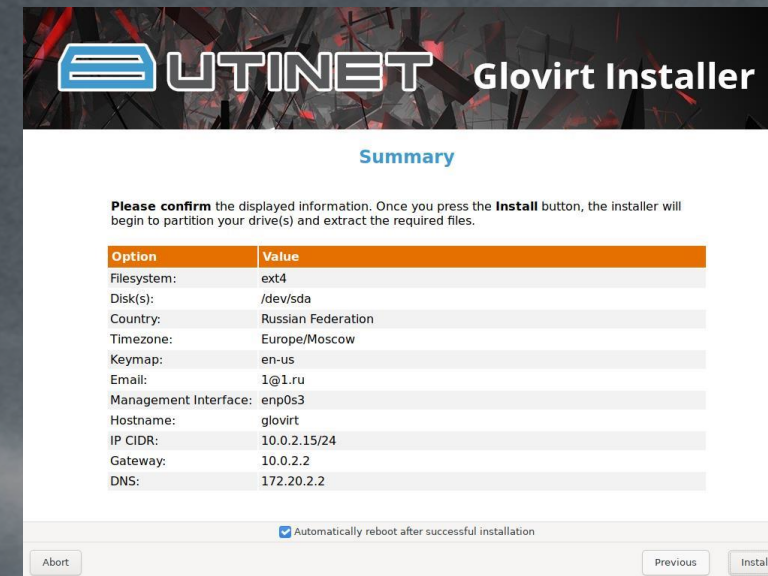 UTINET Glovirt Installer
Summary
Please confirm the displayed information. Once you press the Install button, the installer will
begin to partition your drive(s) and extract the required files.
Option Value
Filesystem: ext4
Disk(s): /dev/sda
Country: Russian Federation
Timezone: Europe/Moscow
Keymap: en-us
Email: 1@1.ru
Management Interface: enp0s3
Hostname: glovirt
IP CIDR: 10.0.2.15/24
Gateway: 10.0.2.2
DNS: 172.20.2.2
Automatically reboot after successful installation
Abort Previous Install